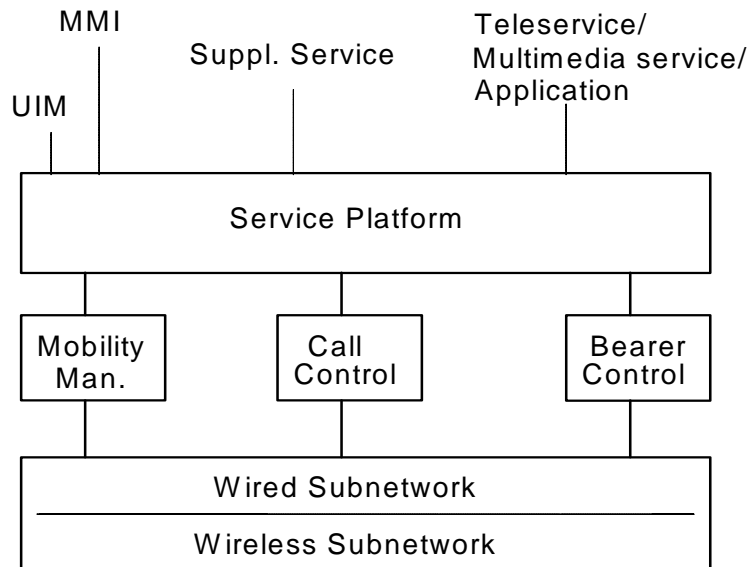 MMI
UIM
Suppl. Service
Teleservice/
Multimedia service/
Application
Service Platform
Mobility
Man.
Call
Control
Bearer
Control
Wired Subnetwork
Wireless Subnetwork